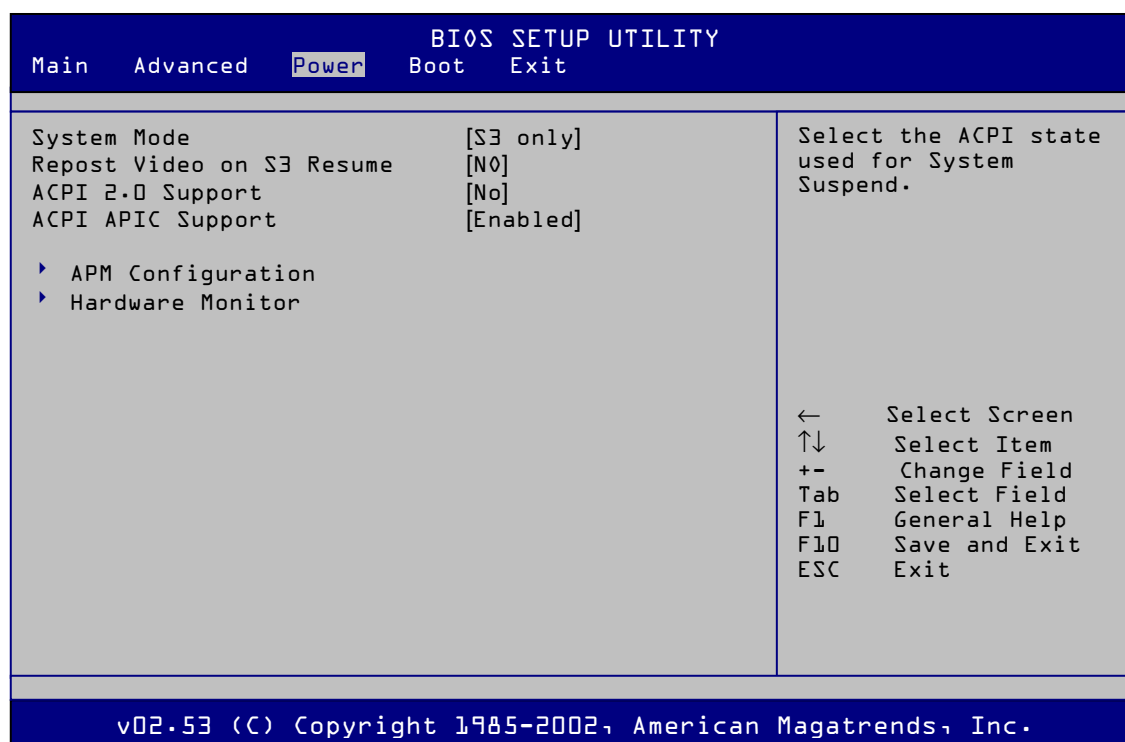 BIOS SETUP UTILITY
Main Advanced Power Boot Exit
System Mode [S3 only]
Repost Video on S3 Resume [NO]
ACPI 2.0 Support [No]
ACPI APIC Support [Enabled]
APM Configuration
Hardware Monitor
Select the ACPI state
used for System
Suspend.
← Select Screen
↑↓ Select Item
+- Change Field
Tab Select Field
F1 General Help
F10 Save and Exit
ESC Exit
v02.53 (C) Copyright 1985-2002, American Magatrends, Inc.